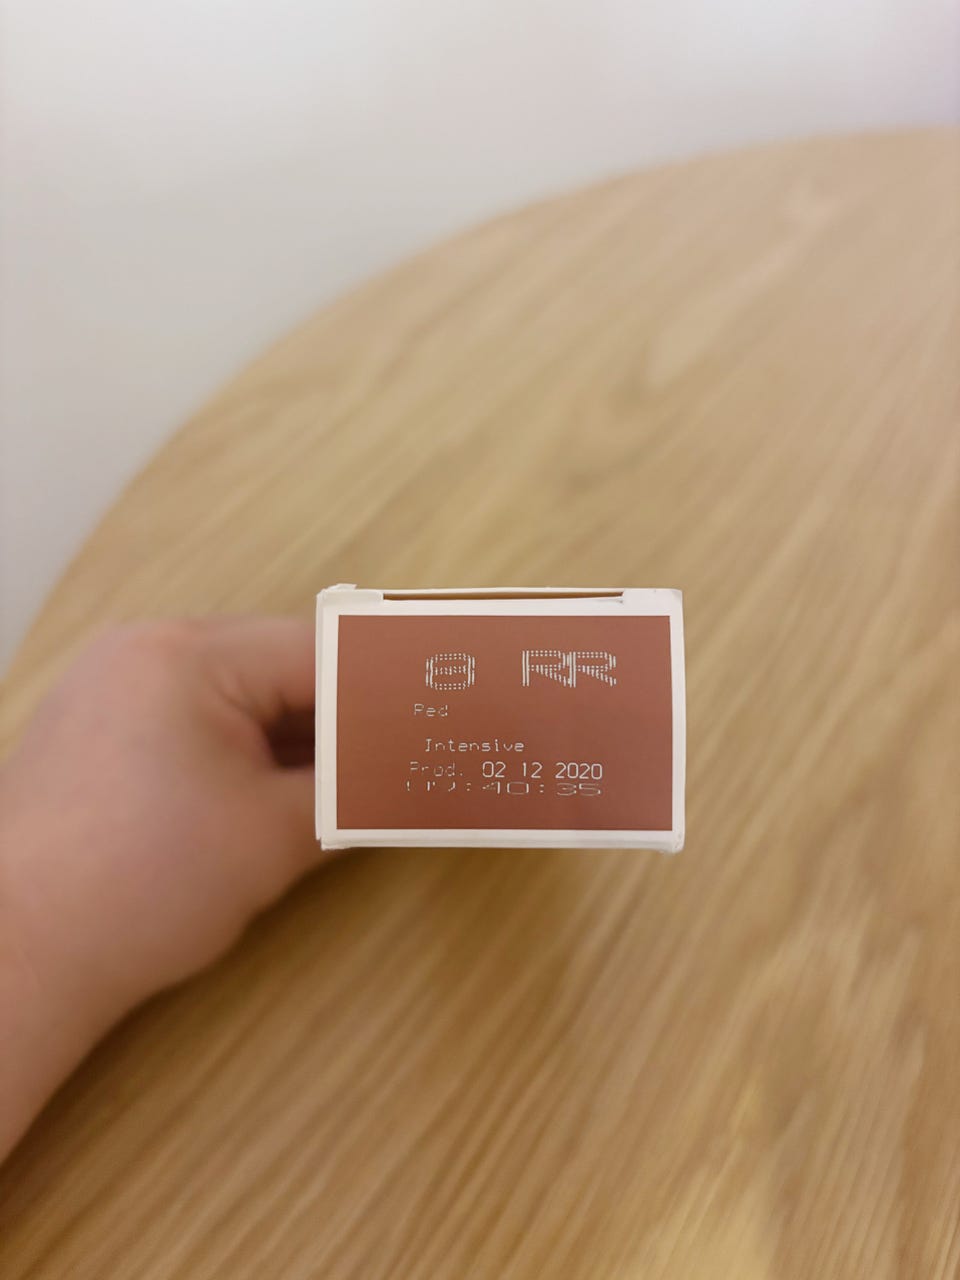 8 RR
Red
Intensive
Prod. 02 12 2020